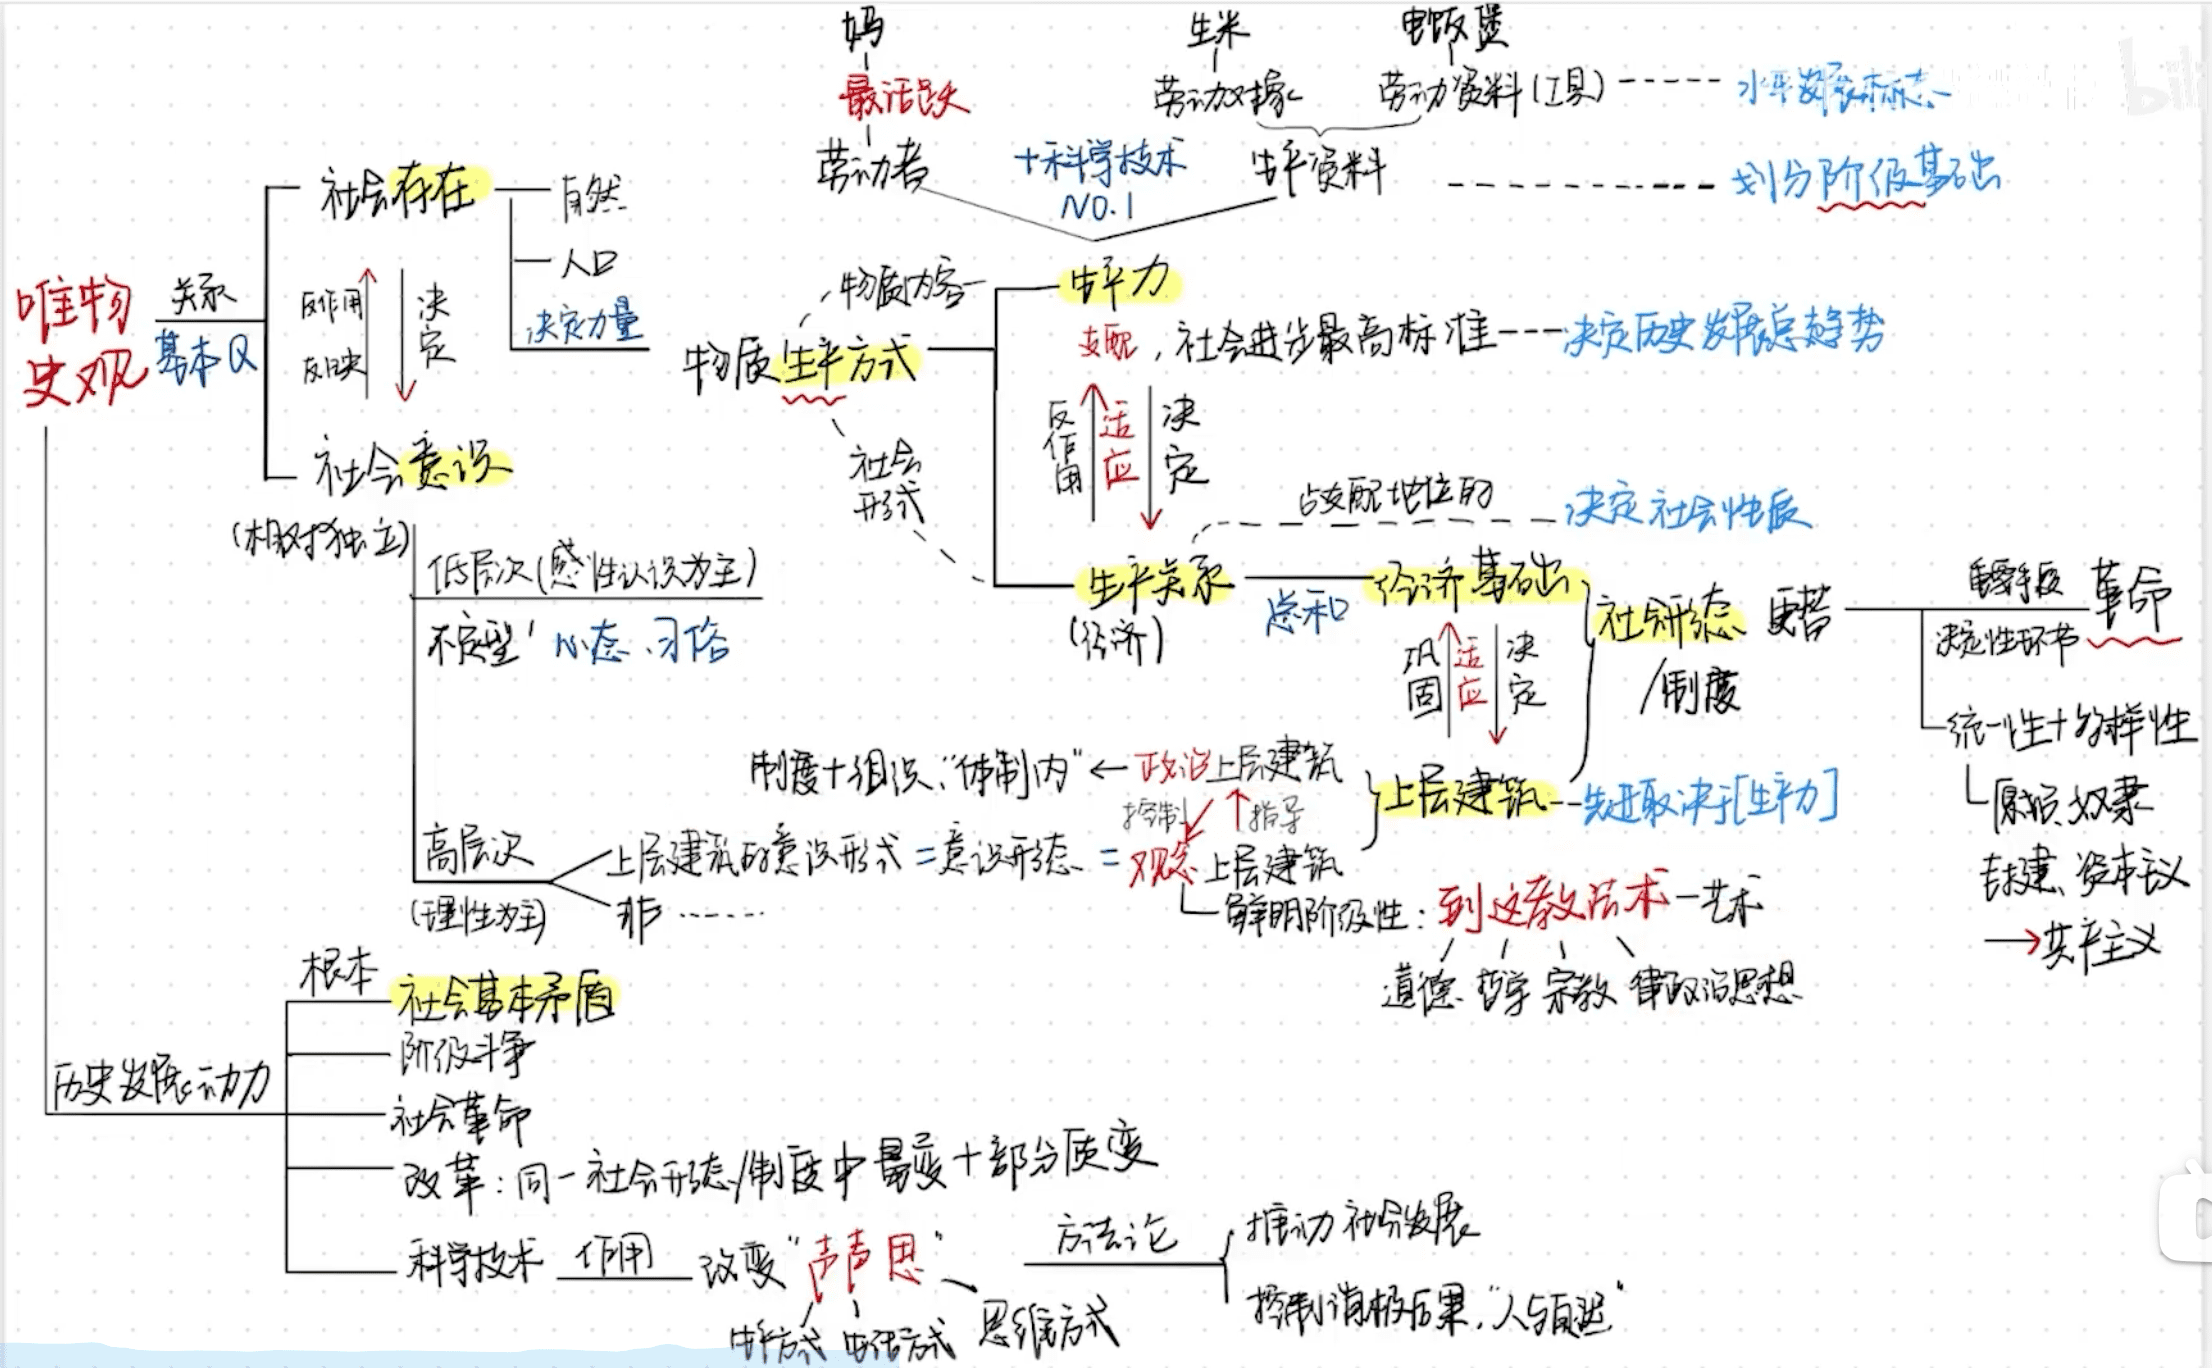 妈
生米
电饭煲
最活跃
劳动对象
劳动资料(工具)
水平发展标志
bili
劳动者
+科学技术
NO.1
生产资料
划分阶级基础
社会存在
自然
人口
决定力量
唯物
史观
关系
基本Q
反作用
反映
决定
物质内容
生产力
支配,社会进步最高标准
决定历史发展总趋势
物质生产方式
社会
形式
反作用
适应
决定
社会意识
(相对独立)
占支配地位的
决定社会性质
低层次(感性认识为主)
不定型 心态、习俗
生产关系
(经济)
总和
经济基础
社会形态
/制度
更替
重要手段
革命
决定性环节
巩固
适应
决定
统一性+多样性
原始、奴隶
封建、资本主义
→共产主义
制度+组织,"体制内"←政治上层建筑
控制
指导
上层建筑
先进取决于[生产力]
高层次
(理性为主)
上层建筑的意识形式=意识形态=观念上层建筑
非
鲜明阶级性:到这教法术-艺术
道德 哲学 宗教 律政治思想
历史发展动力
根本
社会基本矛盾
阶级斗争
社会革命
改革:同一社会形态/制度中量变+部分质变
科学技术
作用
改变"声声思"
生产方式 生活方式 思维方式
方法论
推动社会发展
控制消极后果,"人与自然"